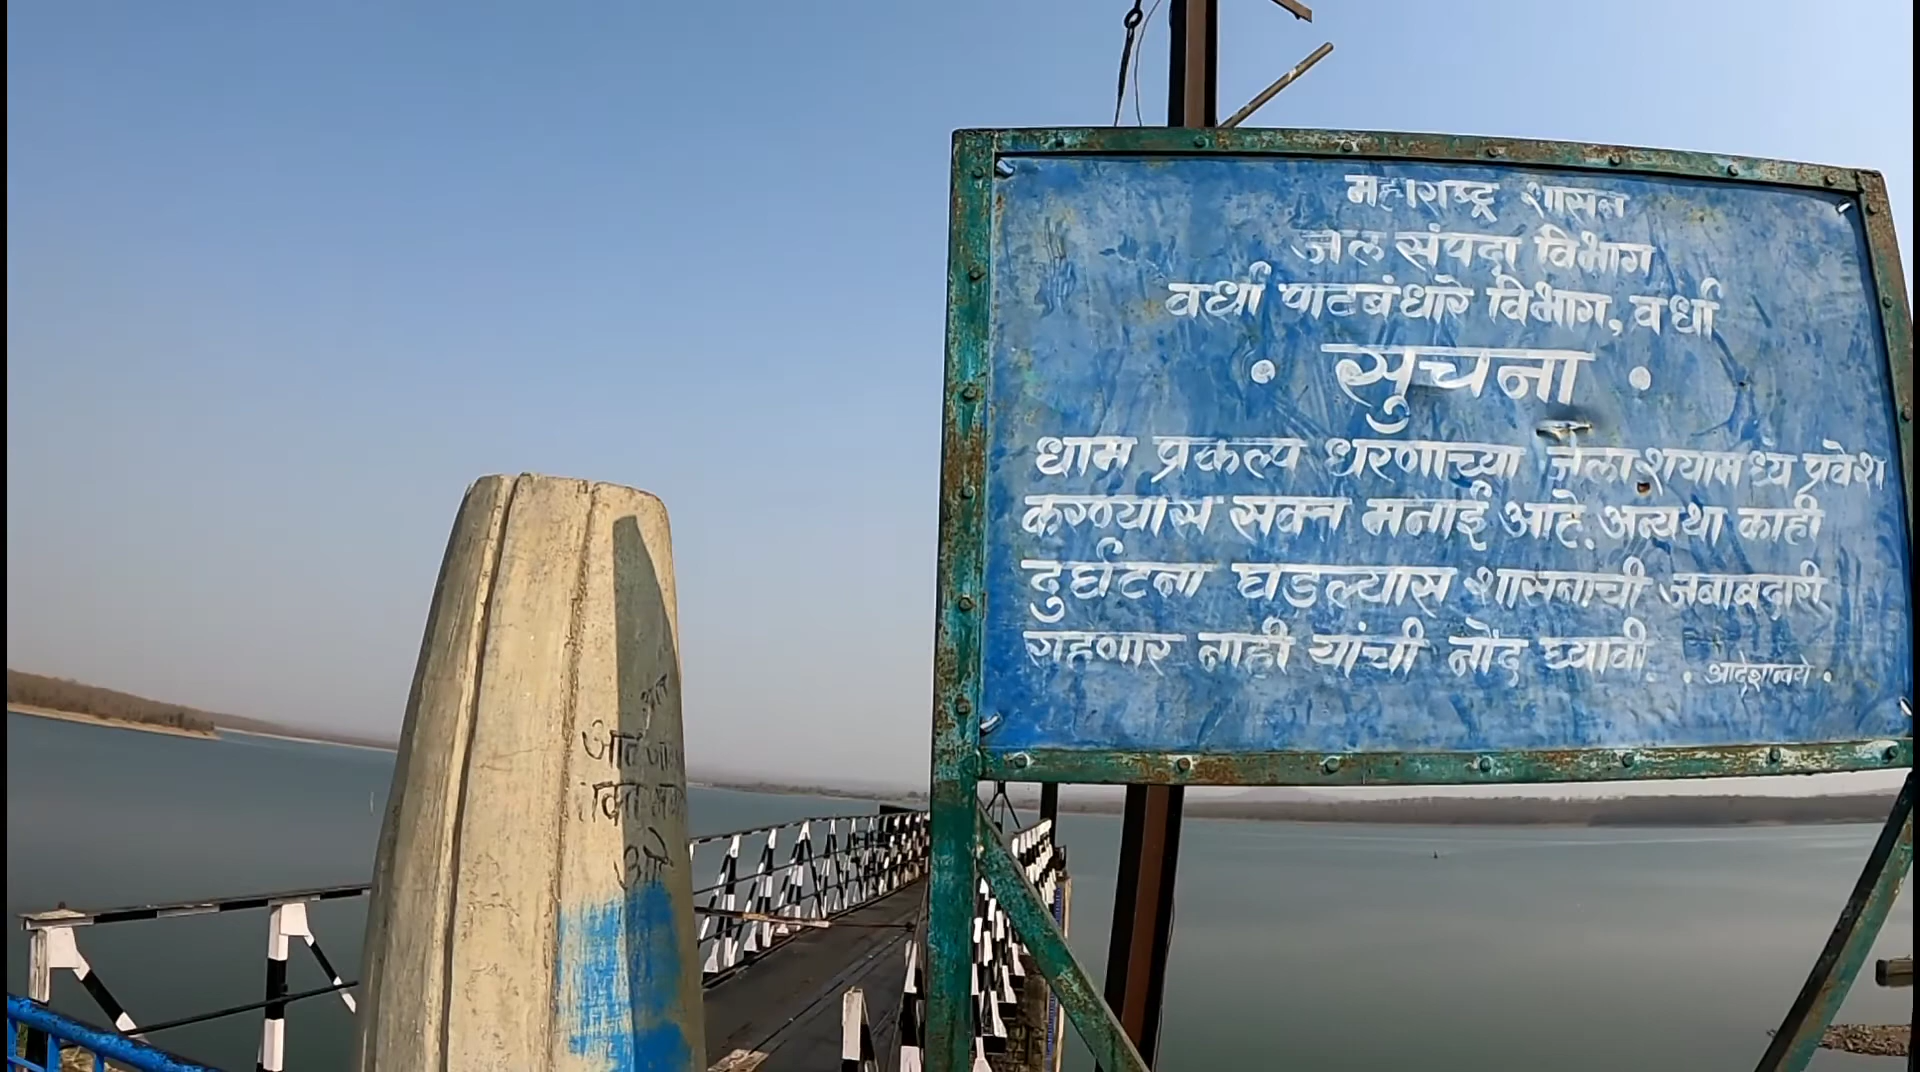 महाराष्ट्र शासन
जल संपदा विभाग
वर्धा पाटबंधारे विभाग, वर्धा
• सुचना •
धाम प्रकल्प धरणाच्या जलाशयामध्ये प्रवेश
करण्यास सक्त मनाई आहे. अन्यथा काही
दुर्घटना घडल्यास शासनाची जबाबदारी
राहणार नाही यांची नोंद घ्यावी.
• आदेशान्वये •
आत